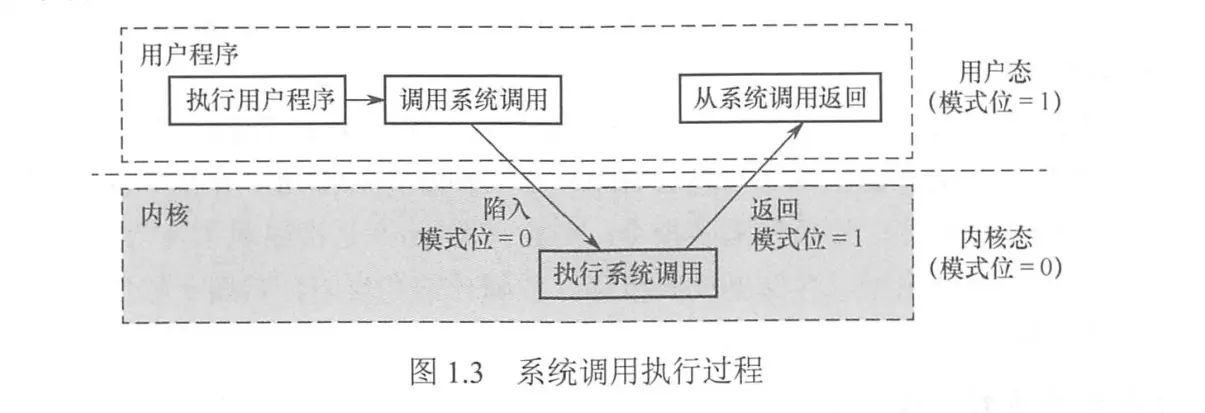 用户程序
执行用户程序
调用系统调用
从系统调用返回
用户态
(模式位=1)
内核
陷入
模式位=0
返回
模式位=1
执行系统调用
内核态
(模式位=0)
图 1.3 系统调用执行过程